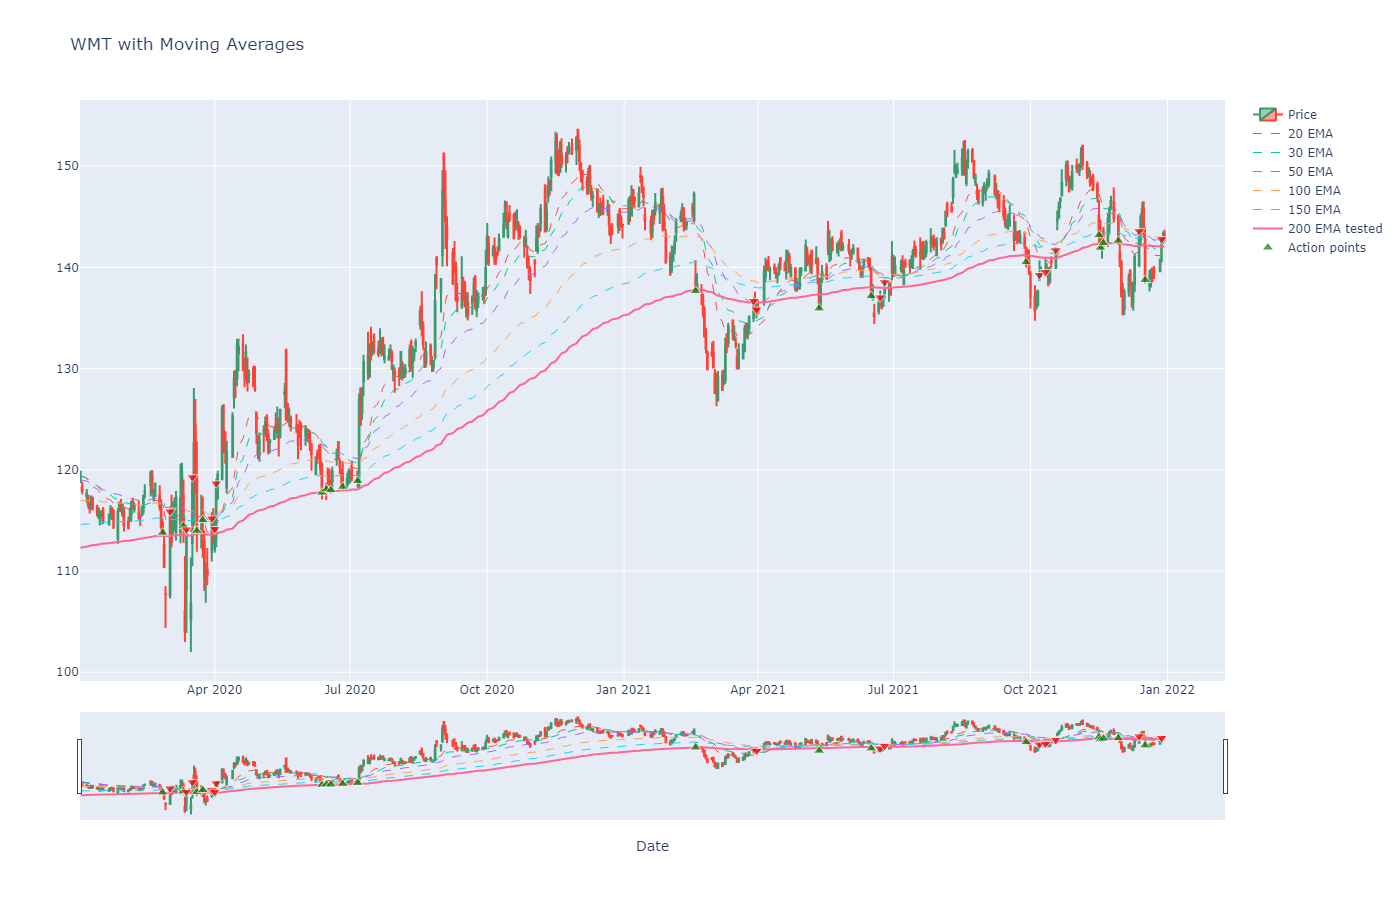 WMT with Moving Averages
150
140
130
120
110
100
Apr 2020
Jul 2020
Oct 2020
Jan 2021
Apr 2021
Jul 2021
Oct 2021
Jan 2022
Date
Price
20 EMA
30 EMA
50 EMA
100 EMA
150 EMA
200 EMA tested
Action points